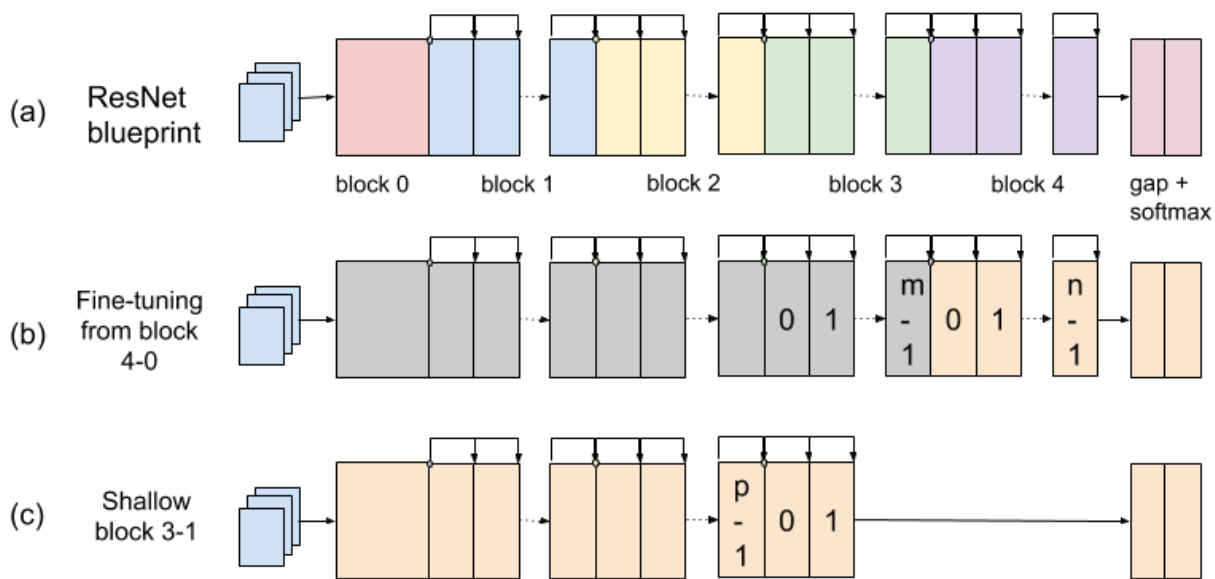 (a)
ResNet
blueprint
block 0
block 1
block 2
block 3
block 4
gap +
softmax
(b)
Fine-tuning
from block
4-0
0
1
m
-
1
0
1
n
-
1
(c)
Shallow
block 3-1
p
-
1
0
1